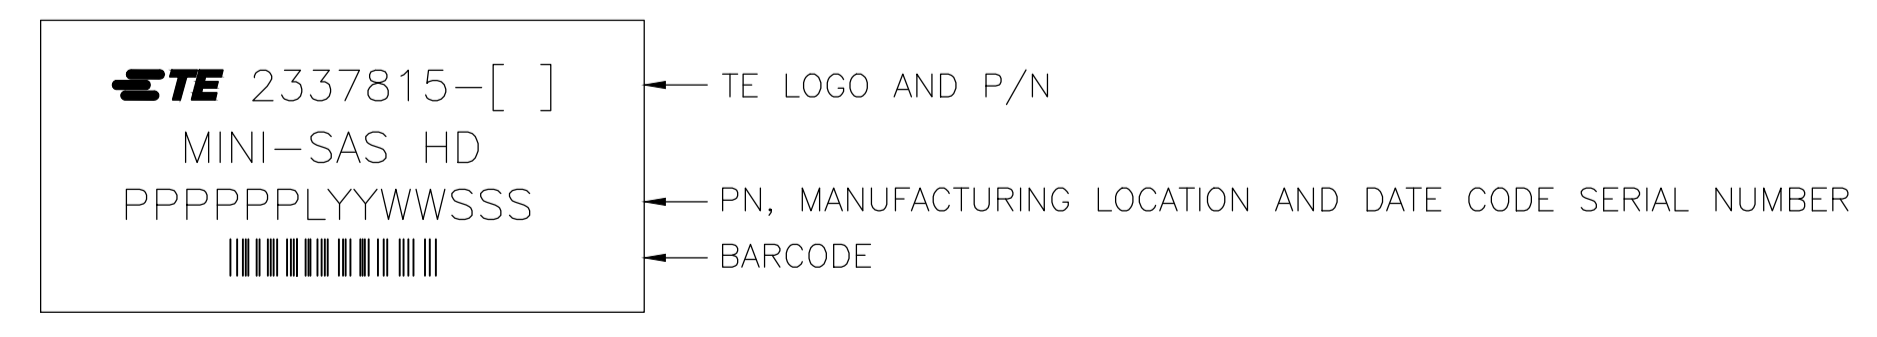 TE 2337815-[ ] TE LOGO AND P/N
MINI-SAS HD
PPPPPPLYYWWSSS PN, MANUFACTURING LOCATION AND DATE CODE SERIAL NUMBER
BARCODE